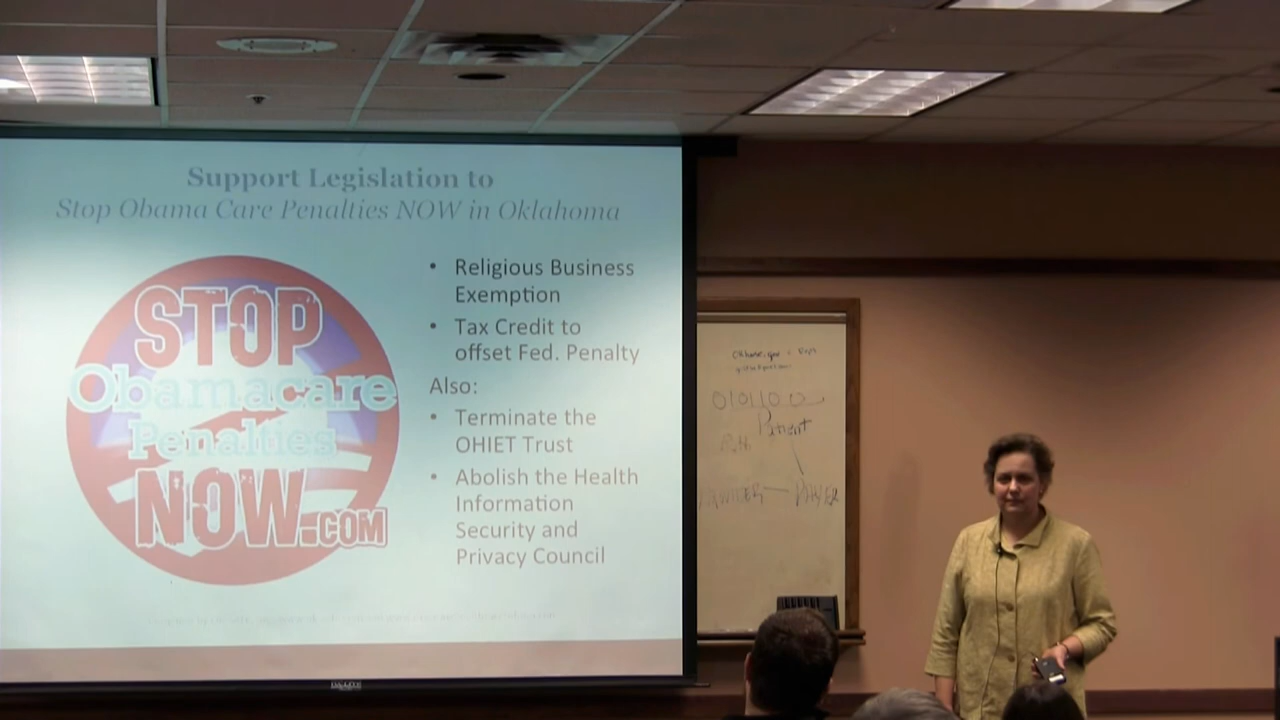 Support Legislation to
Stop Obama Care Penalties NOW in Oklahoma
STOP
Obamacare
Penalties
NOW.COM
• Religious Business
Exemption
• Tax Credit to
offset Fed. Penalty
Also:
• Terminate the
OHIET Trust
• Abolish the Health
Information
Security and
Privacy Council
010110
Patient
PAYER